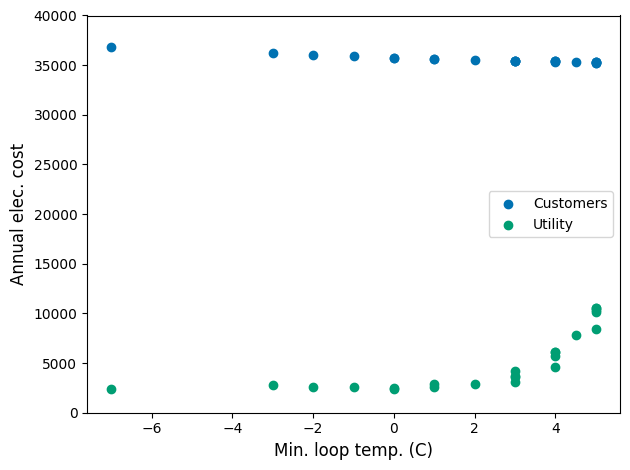 40000
35000
30000
25000
20000
15000
10000
5000
0
Annual elec. cost
Customers
Utility
−6 −4 −2 0 2 4
Min. loop temp. (C)